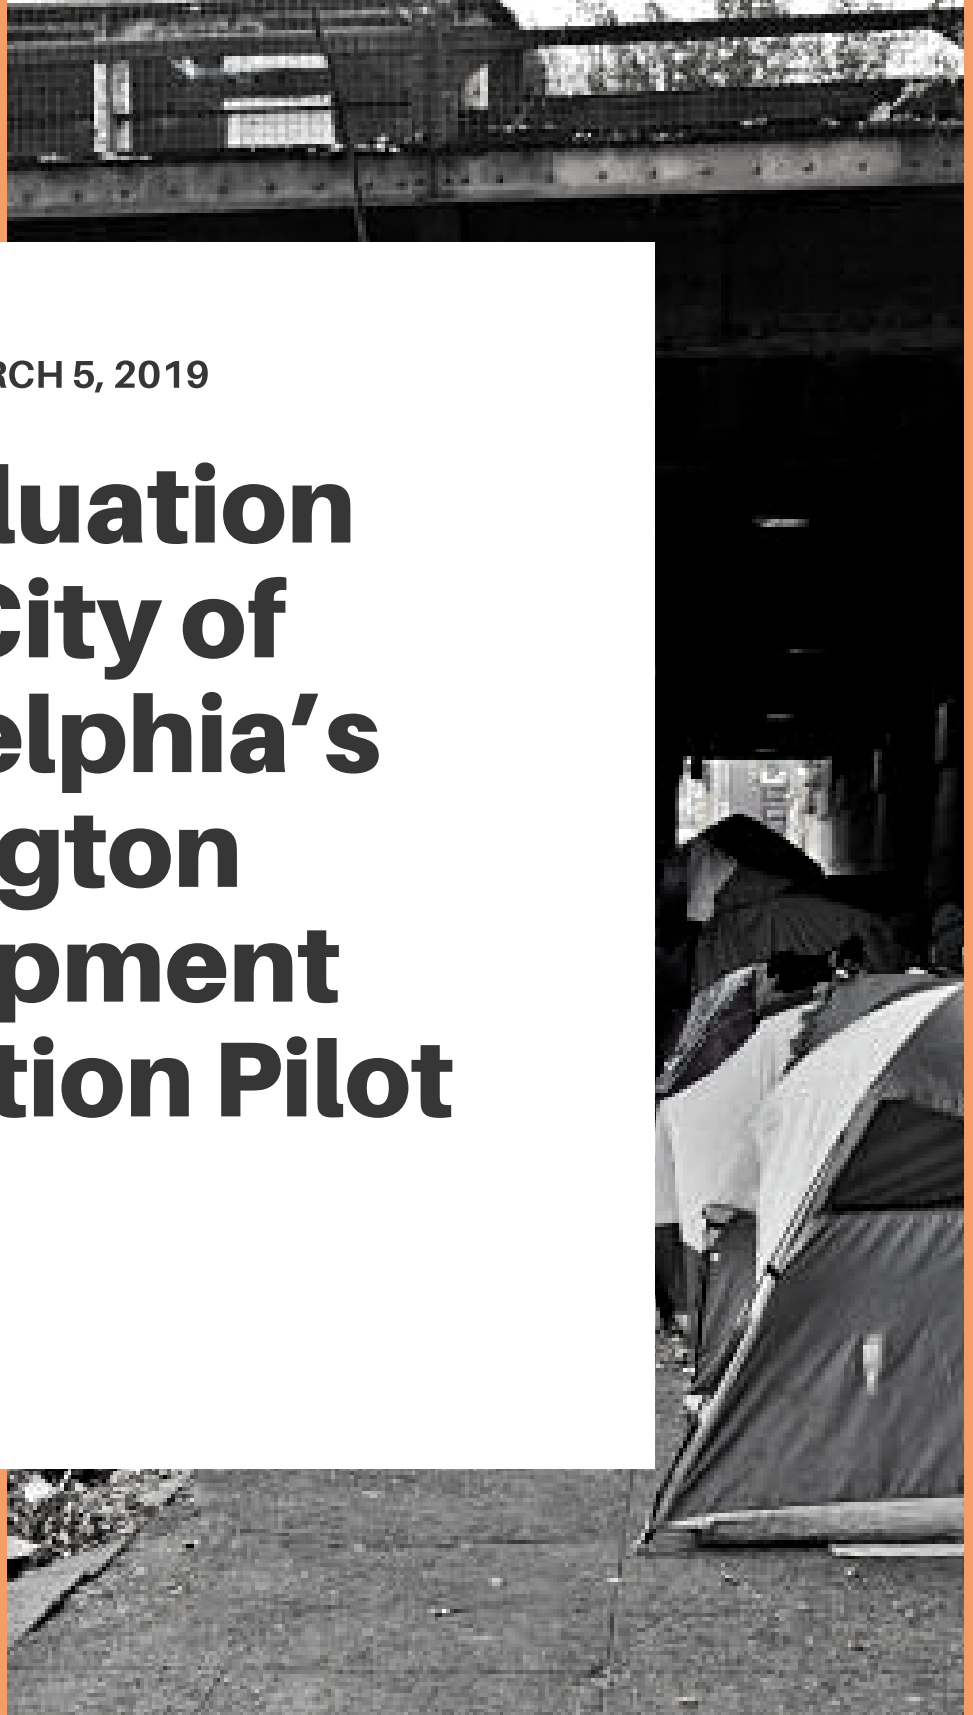 RCH 5, 2019
luation
City of
elphia’s
gton
pment
tion Pilot